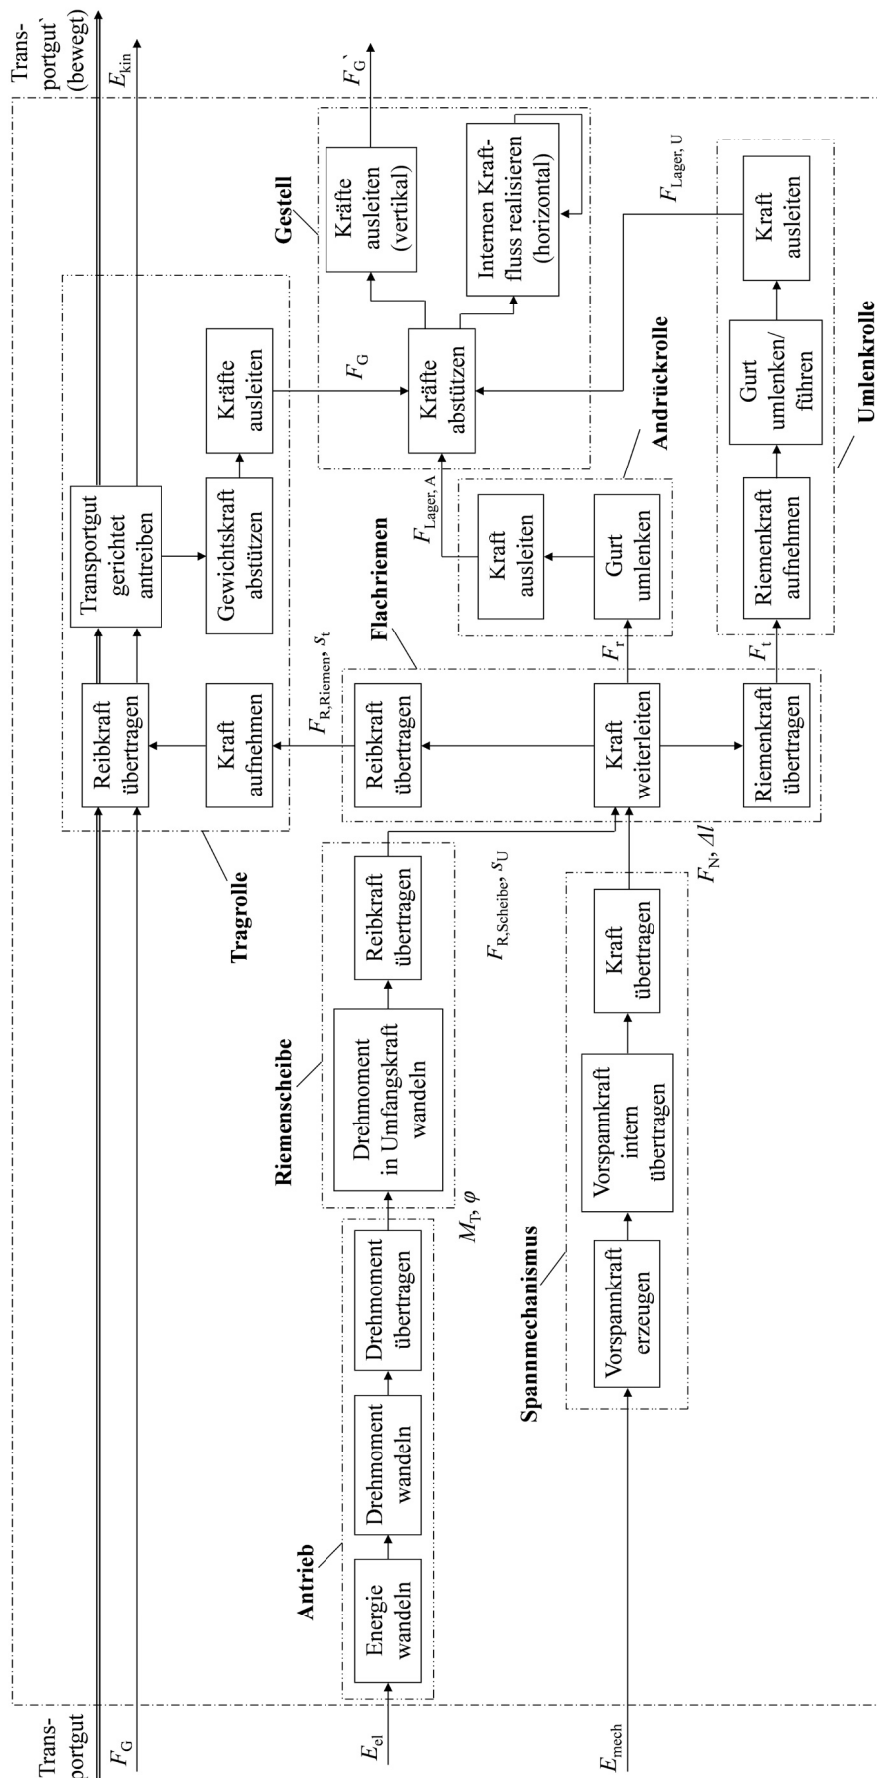 Trans-
portgut
F_G
E_el
E_mech
Antrieb
Energie
wandeln
Drehmoment
wandeln
Drehmoment
übertragen
M_T, φ
Riemenscheibe
Drehmoment
in Umfangskraft
wandeln
Reibkraft
übertragen
F_R,Scheibe, s_U
Spannmechanismus
Vorspannkraft
erzeugen
Vorspannkraft
intern
übertragen
Kraft
übertragen
F_N, Δl
Tragrolle
Reibkraft
übertragen
Kraft
aufnehmen
Transportgut
gerichtet
antreiben
Gewichtskraft
abstützen
Kräfte
ausleiten
F_R,Riemen, s_t
Flachriemen
Reibkraft
übertragen
Kraft
weiterleiten
Riemenkraft
übertragen
F_r
F_t
Andrückrolle
Gurt
umlenken
Kraft
ausleiten
F_Lager, A
Umlenkrolle
Riemenkraft
aufnehmen
Gurt
umlenken/
führen
Kraft
ausleiten
F_Lager, U
F_G
Gestell
Kräfte
abstützen
Kräfte
ausleiten
(vertikal)
Internen Kraft-
fluss realisieren
(horizontal)
Trans-
portgut`
(bewegt)
E_kin
F_G`